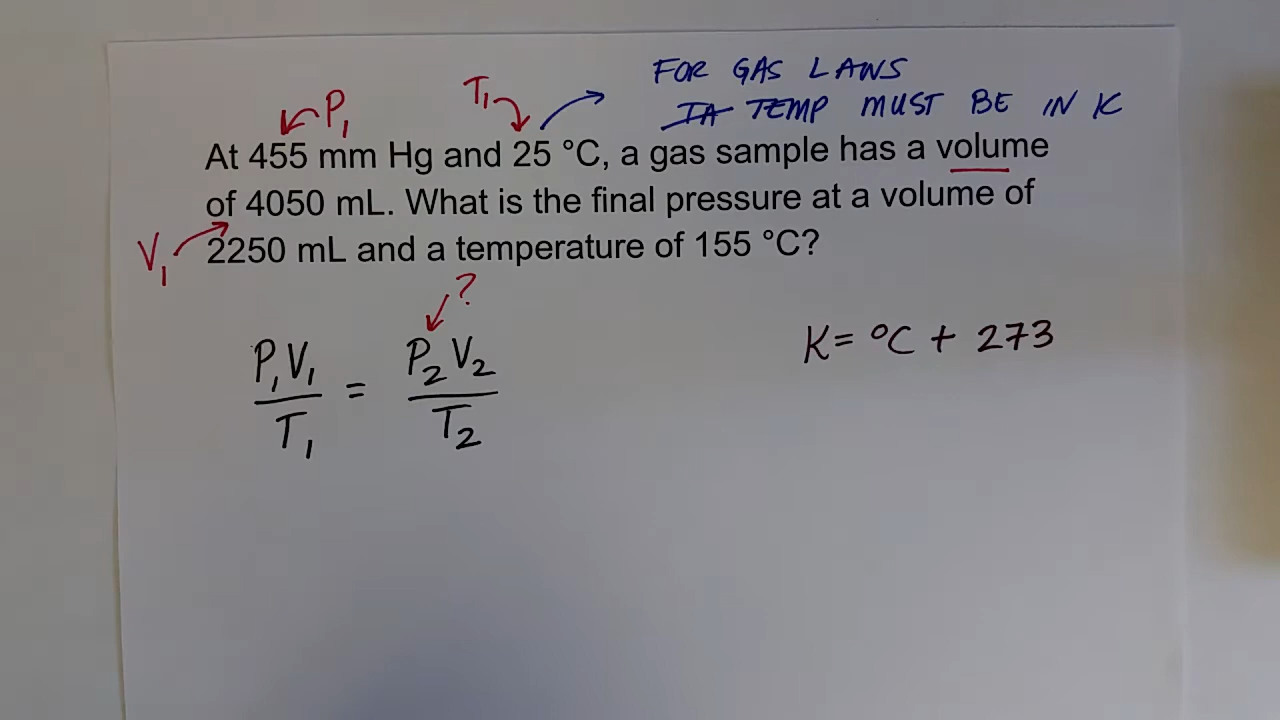 FOR GAS LAWS
T₁ IA TEMP MUST BE IN K
P₁
At 455 mm Hg and 25 °C, a gas sample has a volume
of 4050 mL. What is the final pressure at a volume of
V₁ 2250 mL and a temperature of 155 °C?
?
P₁V₁ / T₁ = P₂V₂ / T₂
K = °C + 273